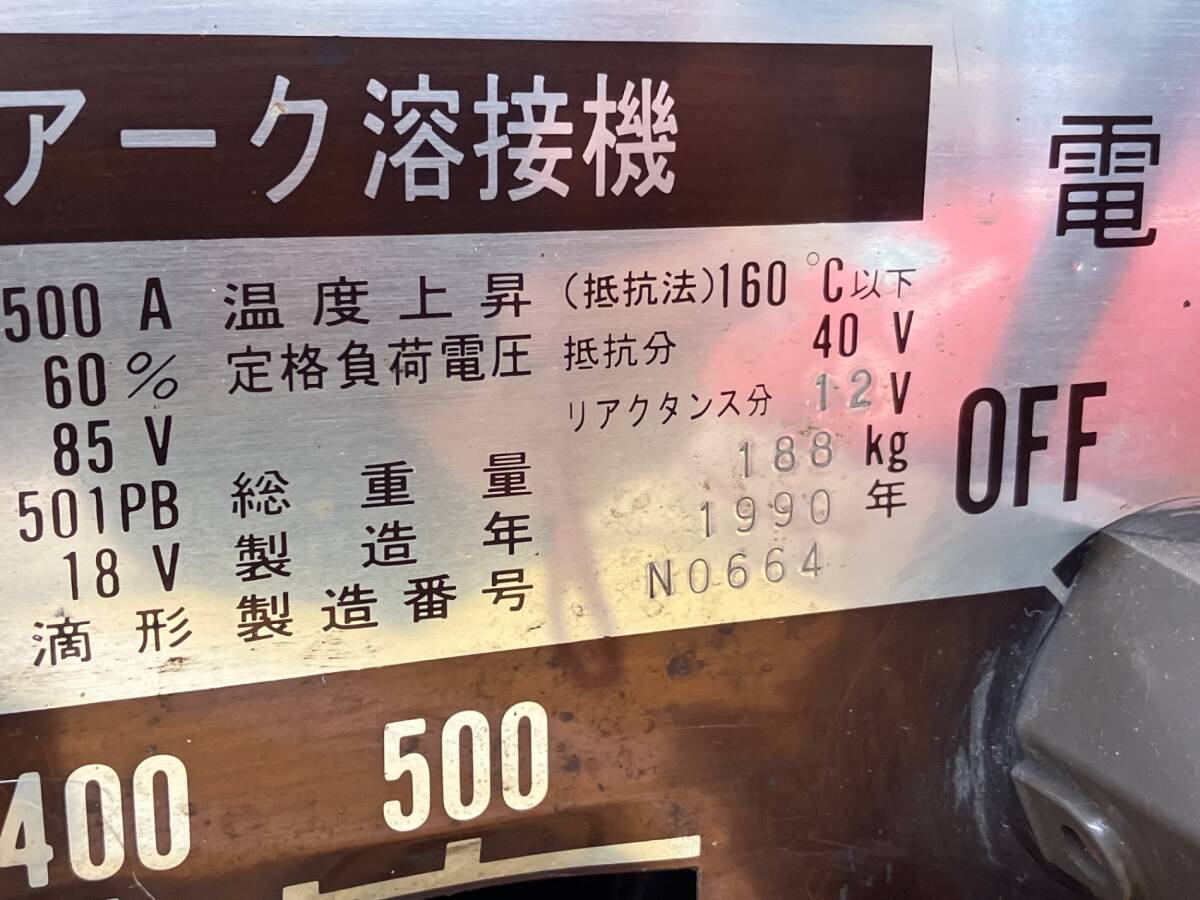 アーク溶接機
500 A 温度上昇 (抵抗法)160 °C以下
60 % 定格負荷電圧 抵抗分 40 V
85 V リアクタンス分 12 V
501PB 総重量 188 kg
18 V 製造年 1990 年
滴形 製造番号 N0664
電
OFF
400 500